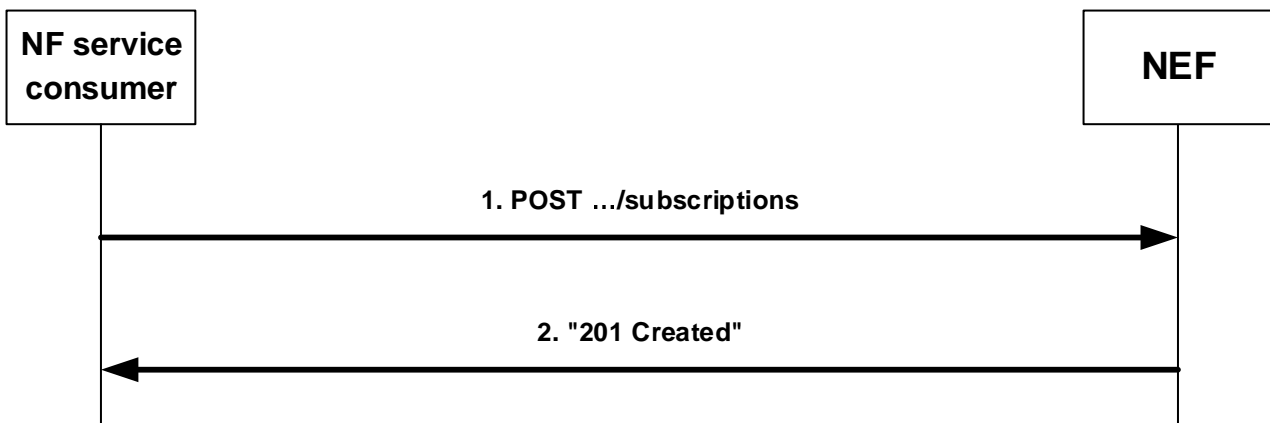 NF service
consumer
NEF
1. POST …/subscriptions
2. "201 Created"